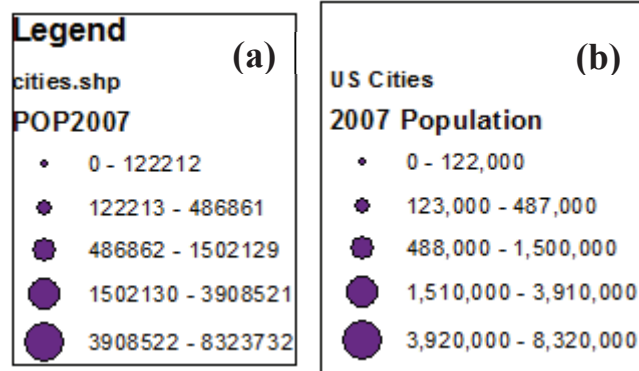 Legend
(a)
cities.shp
POP2007
0 - 122212
122213 - 486861
486862 - 1502129
1502130 - 3908521
3908522 - 8323732
(b)
US Cities
2007 Population
0 - 122,000
123,000 - 487,000
488,000 - 1,500,000
1,510,000 - 3,910,000
3,920,000 - 8,320,000